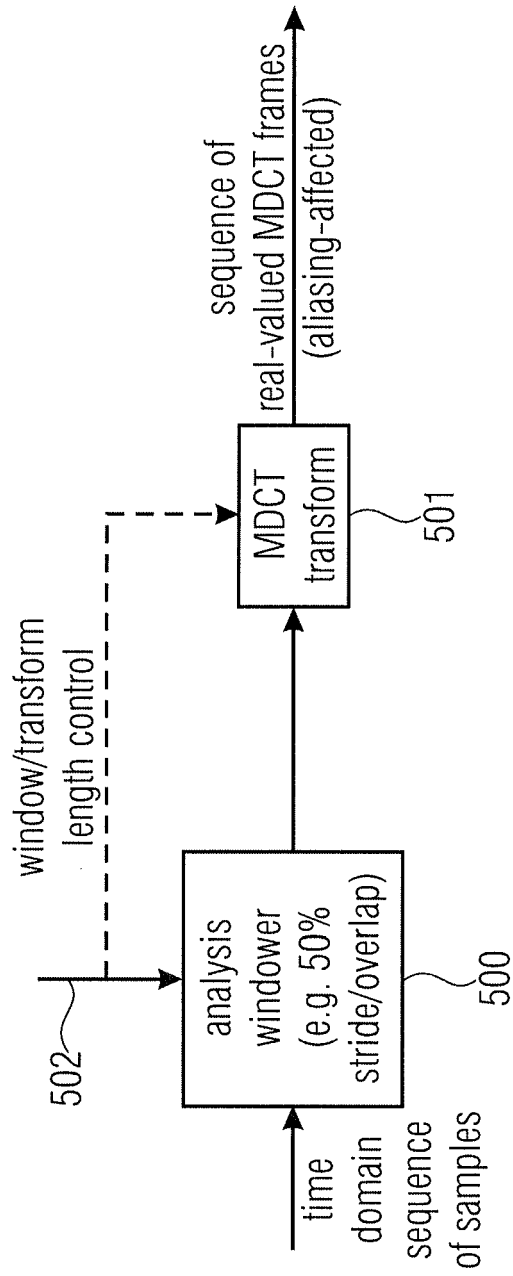 window/transform
length control
502
time
domain
sequence
of samples
analysis
windower
(e.g. 50%
stride/overlap)
500
MDCT
transform
501
sequence of
real-valued MDCT frames
(aliasing-affected)